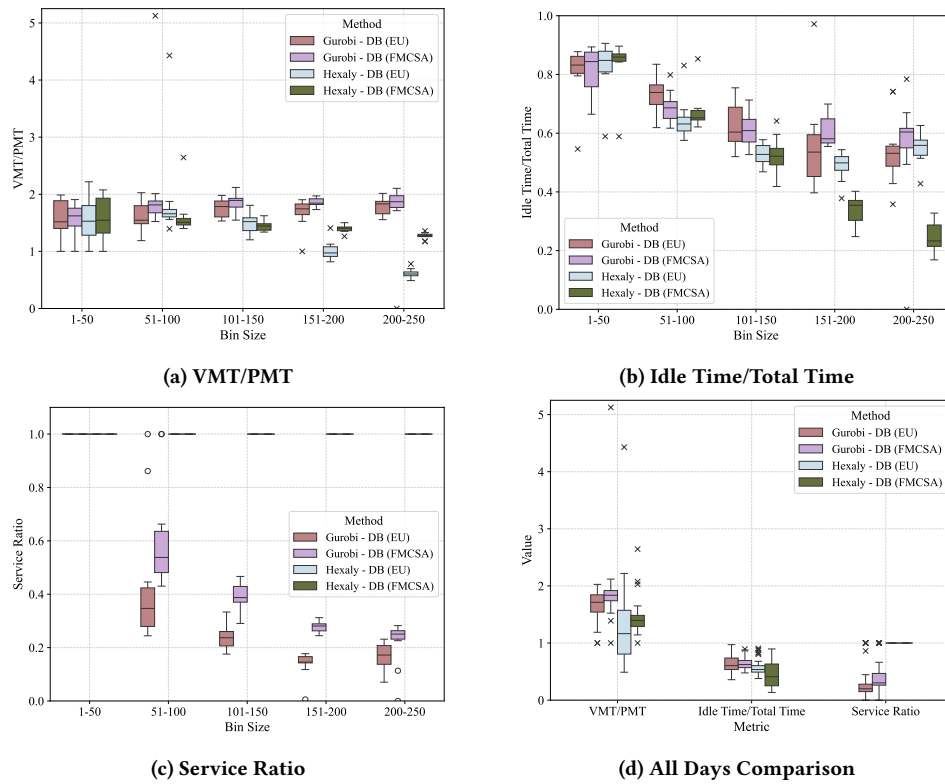 Method
Gurobi - DB (EU)
Gurobi - DB (FMCSA)
Hexaly - DB (EU)
Hexaly - DB (FMCSA)
5
4
3
2
1
0
VMT/PMT
1-50
51-100
101-150
151-200
200-250
Bin Size
(a) VMT/PMT
1.0
0.8
0.6
0.4
0.2
0.0
Idle Time/Total Time
Method
Gurobi - DB (EU)
Gurobi - DB (FMCSA)
Hexaly - DB (EU)
Hexaly - DB (FMCSA)
1-50
51-100
101-150
151-200
200-250
Bin Size
(b) Idle Time/Total Time
1.0
0.8
0.6
0.4
0.2
0.0
Service Ratio
Method
Gurobi - DB (EU)
Gurobi - DB (FMCSA)
Hexaly - DB (EU)
Hexaly - DB (FMCSA)
1-50
51-100
101-150
151-200
200-250
Bin Size
(c) Service Ratio
5
4
3
2
1
0
Value
Method
Gurobi - DB (EU)
Gurobi - DB (FMCSA)
Hexaly - DB (EU)
Hexaly - DB (FMCSA)
VMT/PMT
Idle Time/Total Time
Service Ratio
Metric
(d) All Days Comparison